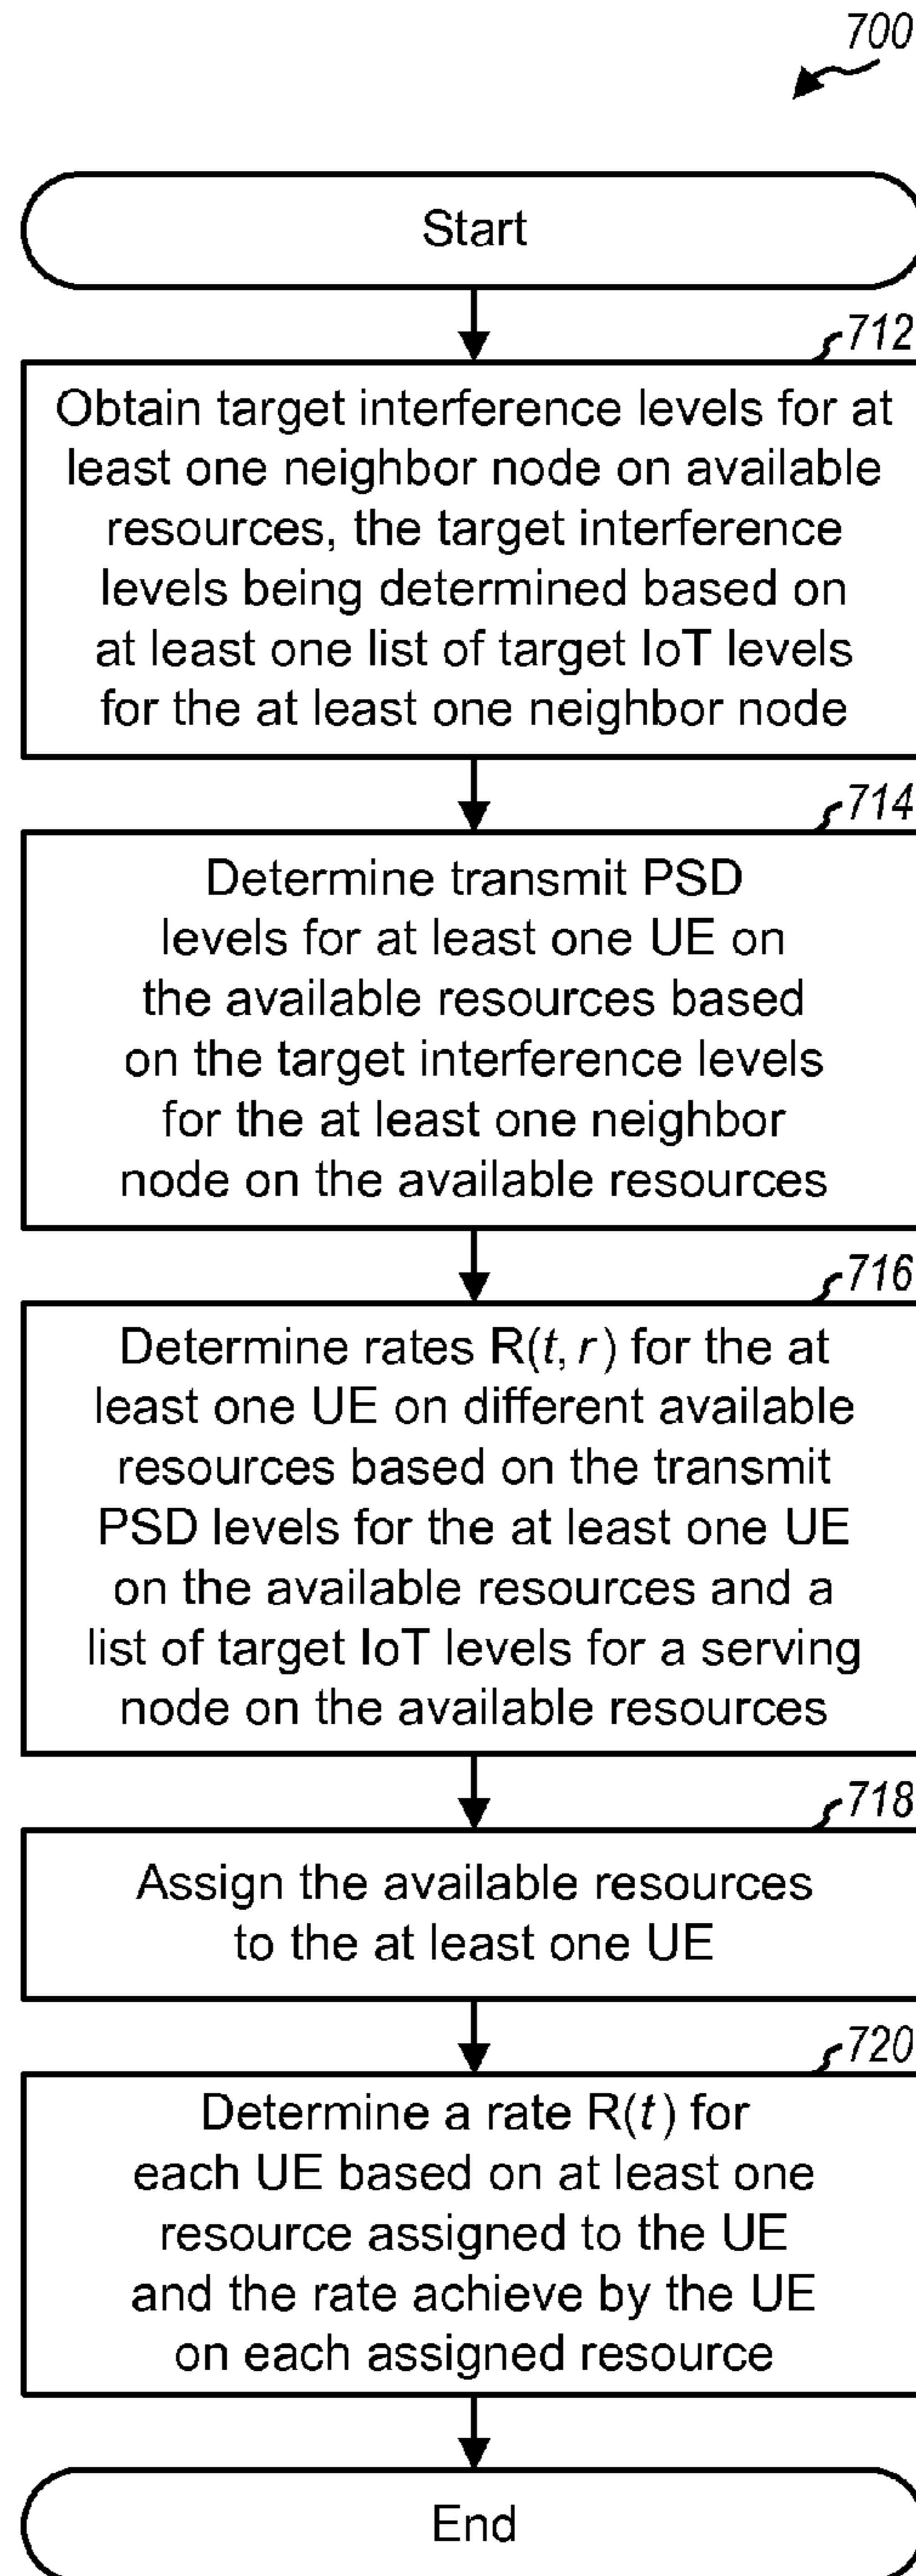 700
Start
712
Obtain target interference levels for at
least one neighbor node on available
resources, the target interference
levels being determined based on
at least one list of target IoT levels
for the at least one neighbor node
714
Determine transmit PSD
levels for at least one UE on
the available resources based
on the target interference levels
for the at least one neighbor
node on the available resources
716
Determine rates R(t, r) for the at
least one UE on different available
resources based on the transmit
PSD levels for the at least one UE
on the available resources and a
list of target IoT levels for a serving
node on the available resources
718
Assign the available resources
to the at least one UE
720
Determine a rate R(t) for
each UE based on at least one
resource assigned to the UE
and the rate achieve by the UE
on each assigned resource
End